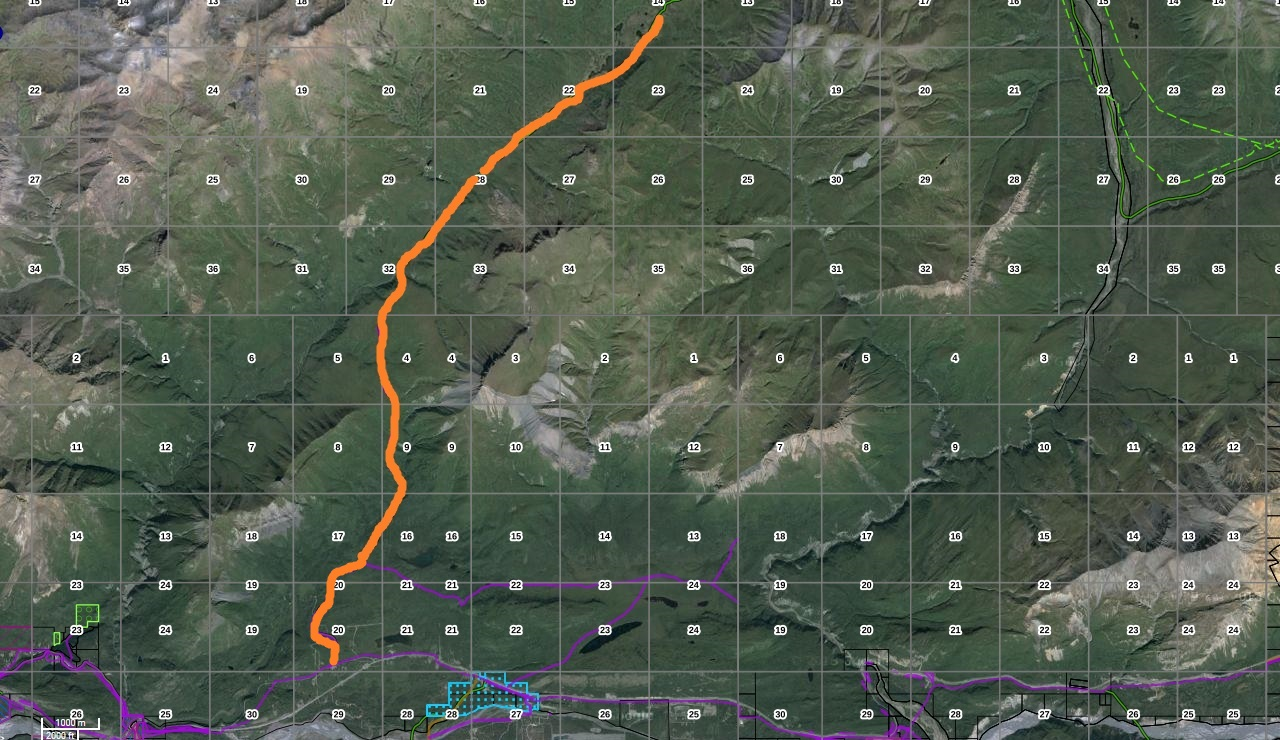 15 14 13 18 17 16 15 14 13 18 17 16 15 14 14
22 23 24 19 20 21 22 23 24 19 20 21 22 23 23
27 26 25 30 29 28 27 26 25 30 29 28 27 26 26
34 35 36 31 32 33 34 35 36 31 32 33 34 35 35
2 1 6 5 4 4 3 2 1 6 5 4 3 2 1 1
11 12 7 8 9 9 10 11 12 7 8 9 10 11 12 12
14 13 18 17 16 16 15 14 13 18 17 16 15 14 13 13
23 24 19 20 21 21 22 23 24 19 20 21 22 23 24 24
23 24 19 20 21 21 22 23 24 19 20 21 22 23 24 24
26 25 30 29 28 28 27 26 25 30 29 28 27 26 25 25
1000 m
2000 ft